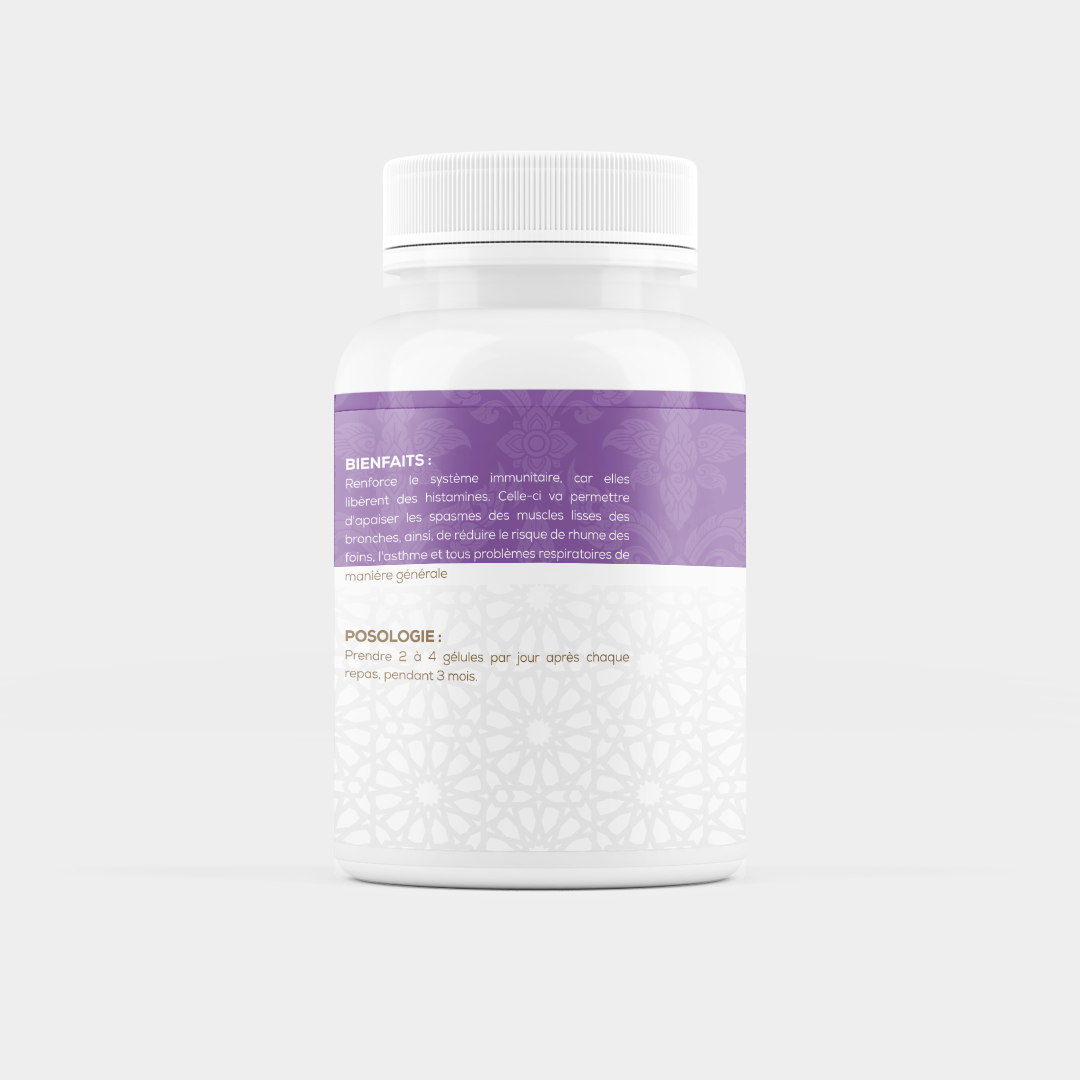 BIENFAITS :
Renforce le système immunitaire, car elles
libèrent des histamines. Celle-ci va permettre
d'apaiser les spasmes des muscles lisses des
bronches, ainsi, de réduire le risque de rhume des
foins, l'asthme et tous problèmes respiratoires de
manière générale
POSOLOGIE :
Prendre 2 à 4 gélules par jour après chaque
repas, pendant 3 mois.